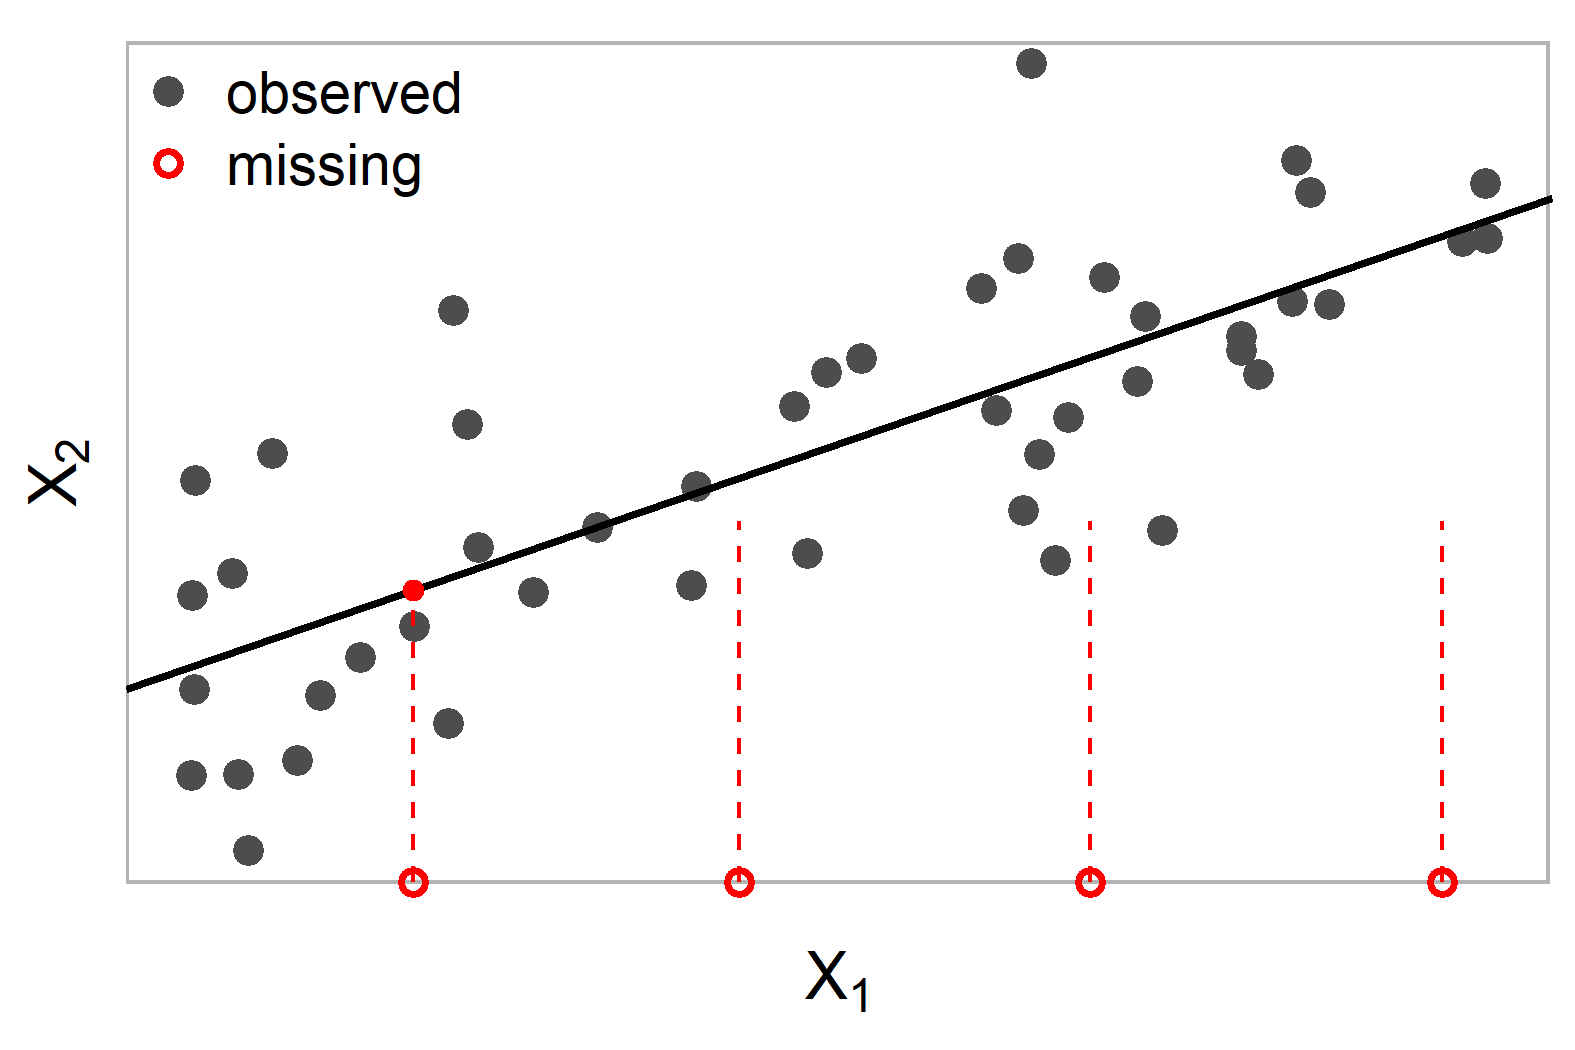 observed
missing
X₂
X₁